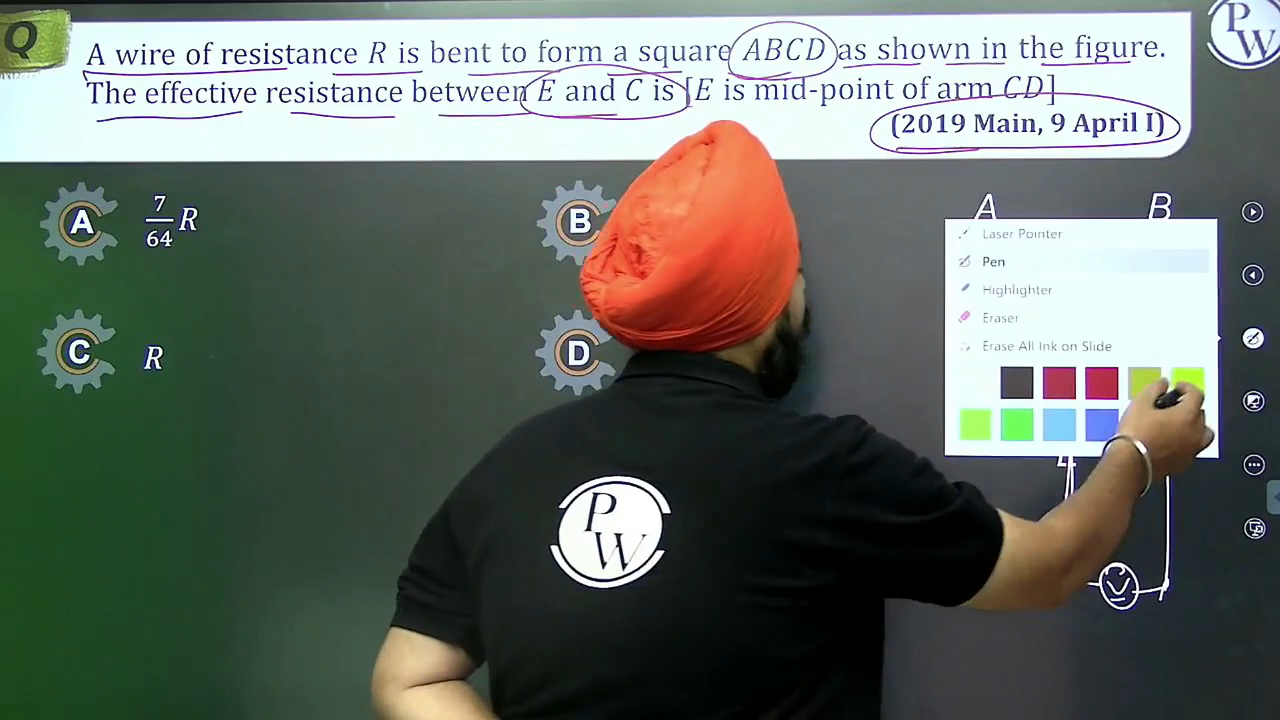 Q
P W
A wire of resistance R is bent to form a square ABCD as shown in the figure.
The effective resistance between E and C is [E is mid-point of arm CD]
(2019 Main, 9 April I)
A 7/64 R
B
C R
D
A B
Laser Pointer
Pen
Highlighter
Eraser
Erase All Ink on Slide
V
P W